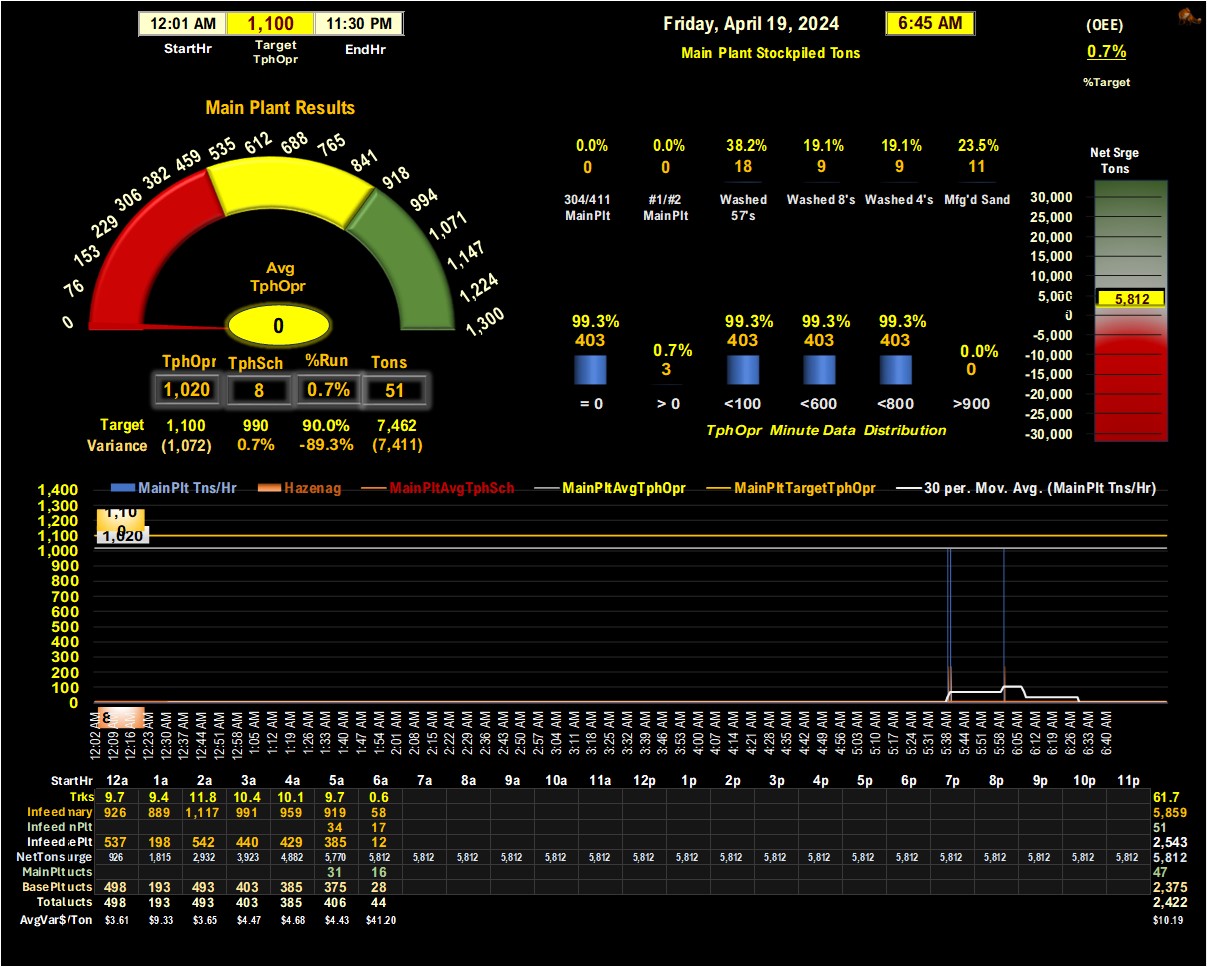 12:01 AM 1,100 11:30 PM
StartHr Target TphOpr EndHr
Friday, April 19, 2024 6:45 AM
Main Plant Stockpiled Tons
(OEE)
0.7%
%Target
Main Plant Results
0 76 153 229 306 382 459 535 612 688 765 841 918 994 1,071 1,147 1,224 1,300
Avg
TphOpr
0
TphOpr TphSch %Run Tons
1,020 8 0.7% 51
Target 1,100 990 90.0% 7,462
Variance (1,072) 0.7% -89.3% (7,411)
0.0% 0.0% 38.2% 19.1% 19.1% 23.5%
0 0 18 9 9 11
304/411 MainPlt #1/#2 MainPlt Washed 57's Washed 8's Washed 4's Mfg'd Sand
99.3% 0.7% 99.3% 99.3% 99.3% 0.0%
403 3 403 403 403 0
= 0 > 0 <100 <600 <800 >900
TphOpr Minute Data Distribution
Net Srge
Tons
30,000
25,000
20,000
15,000
10,000
5,000
5,812
0
-5,000
-10,000
-15,000
-20,000
-25,000
-30,000
MainPlt Tns/Hr Hazenag MainPltAvgTphSch MainPltAvgTphOpr MainPltTargetTphOpr 30 per. Mov. Avg. (MainPlt Tns/Hr)
1,400
1,300
1,200
1,100
1,000
900
800
700
600
500
400
300
200
100
0
1,100
1,020
8
12:02 AM 12:09 AM 12:16 AM 12:23 AM 12:30 AM 12:37 AM 12:44 AM 12:51 AM 12:58 AM 1:05 AM 1:12 AM 1:19 AM 1:26 AM 1:33 AM 1:40 AM 1:47 AM 1:54 AM 2:01 AM 2:08 AM 2:15 AM 2:22 AM 2:29 AM 2:36 AM 2:43 AM 2:50 AM 2:57 AM 3:04 AM 3:11 AM 3:18 AM 3:25 AM 3:32 AM 3:39 AM 3:46 AM 3:53 AM 4:00 AM 4:07 AM 4:14 AM 4:21 AM 4:28 AM 4:35 AM 4:42 AM 4:49 AM 4:56 AM 5:03 AM 5:10 AM 5:17 AM 5:24 AM 5:31 AM 5:38 AM 5:44 AM 5:51 AM 5:58 AM 6:05 AM 6:12 AM 6:19 AM 6:26 AM 6:33 AM 6:40 AM
StartHr 12a 1a 2a 3a 4a 5a 6a 7a 8a 9a 10a 11a 12p 1p 2p 3p 4p 5p 6p 7p 8p 9p 10p 11p
Trks 9.7 9.4 11.8 10.4 10.1 9.7 0.6 61.7
Infeed mary 926 889 1,117 991 959 919 58 5,859
Infeed nPlt 34 17 51
Infeed ePlt 537 198 542 440 429 385 12 2,543
NetTons urge 926 1,815 2,932 3,923 4,882 5,770 5,812 5,812 5,812 5,812 5,812 5,812 5,812 5,812 5,812 5,812 5,812 5,812 5,812 5,812 5,812 5,812 5,812 5,812 5,812
MainPlt ucts 31 16 47
BasePlt ucts 498 193 493 403 385 375 28 2,375
Totalucts 498 193 493 403 385 406 44 2,422
AvgVar$/Ton $3.61 $9.33 $3.65 $4.47 $4.68 $4.43 $41.20 $10.19